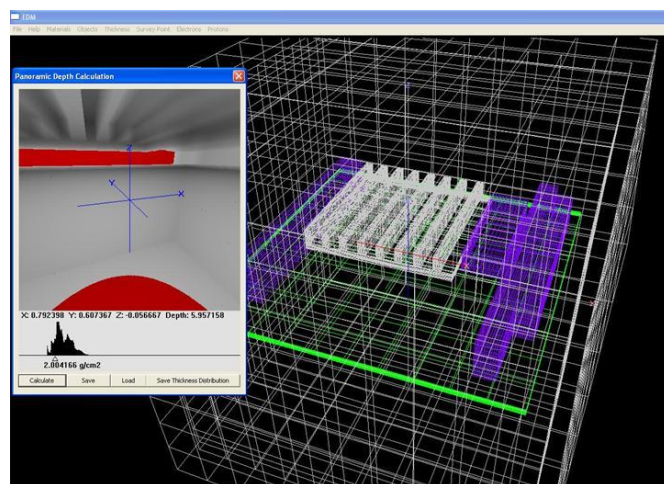 EDM
File Help Materials Objects Thickness Survey Point Electrons Protons
Panoramic Depth Calculation
Z
Y
X
X: 0.792398 Y: 0.607367 Z: -0.056667 Depth: 5.957158
2.004166 g/cm2
Calculate Save Load Save Thickness Distribution